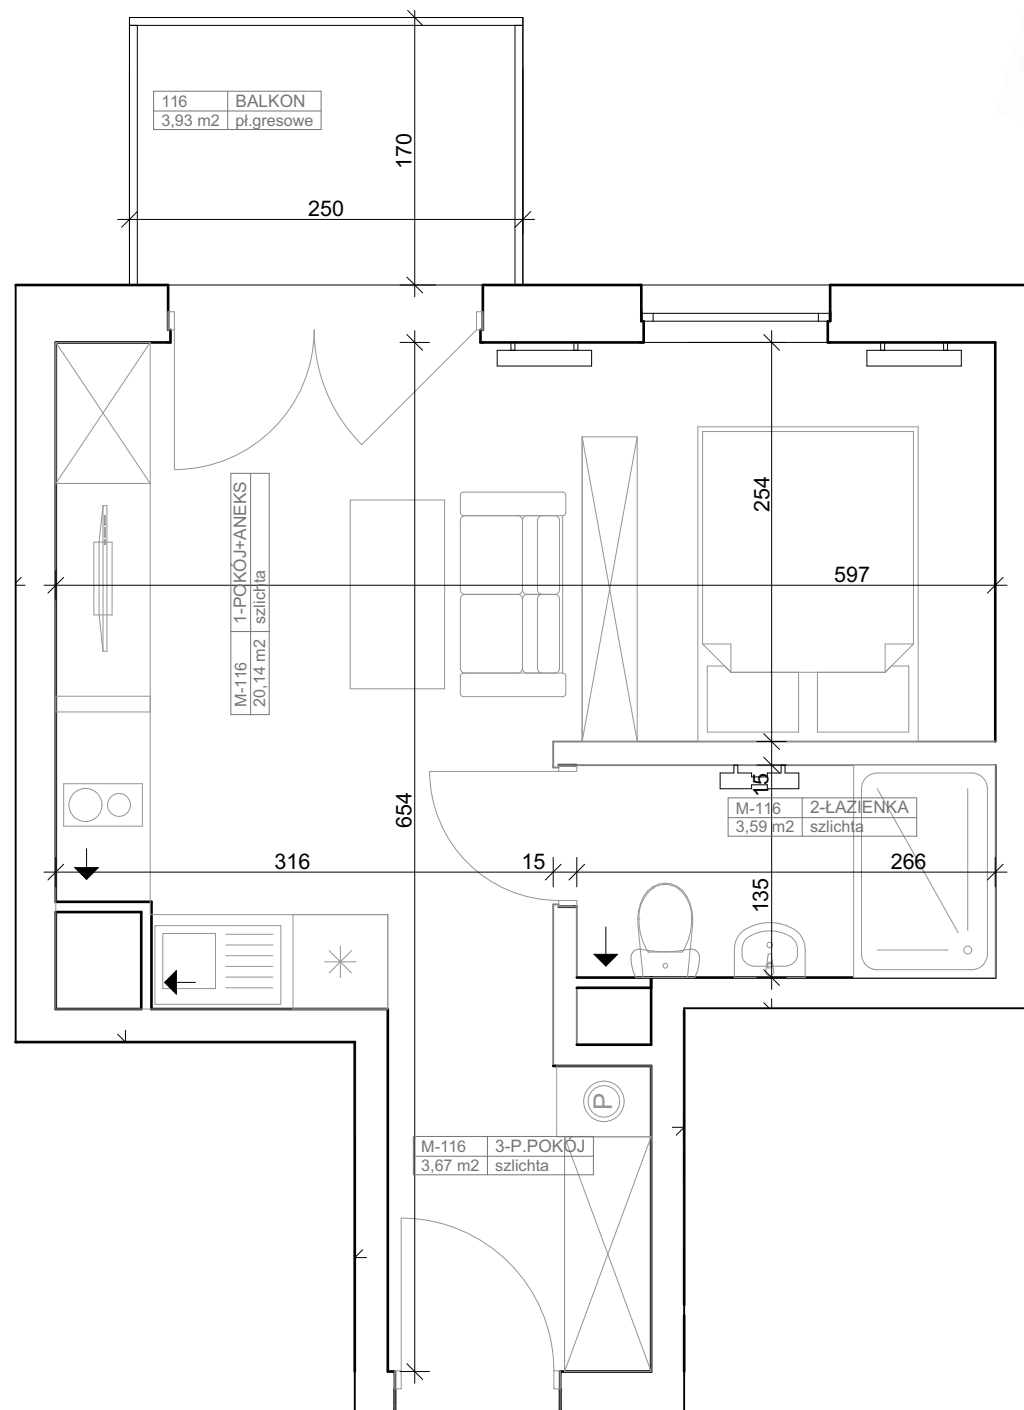 116 BALKON
3,93 m2 pł.gresowe
170
250
254
597
M-116 1-POKÓJ+ANEKS
20,14 m2 szlichta
654
15
M-116 2-ŁAZIENKA
3,59 m2 szlichta
316
15
266
135
P
M-116 3-P.POKÓJ
3,67 m2 szlichta